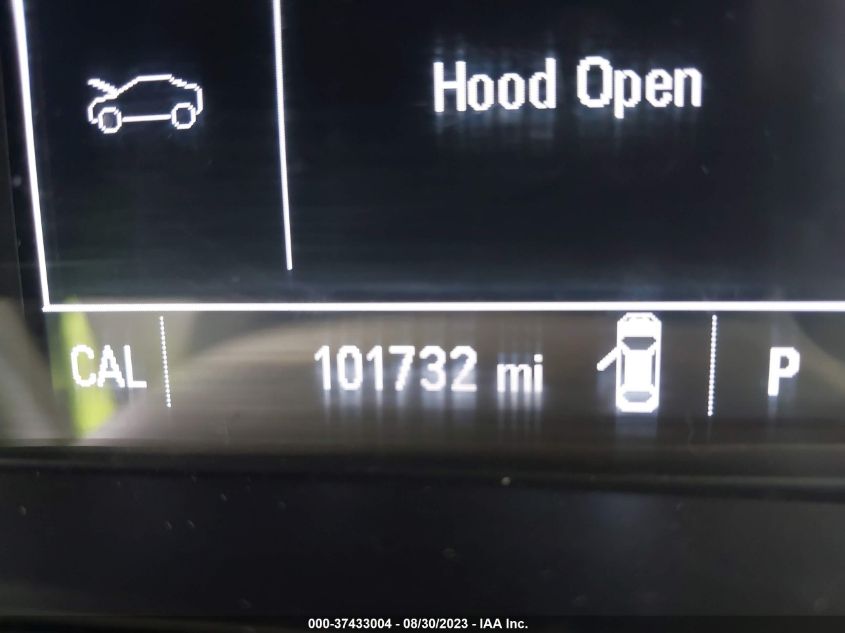 Hood Open
CAL 101732 mi P
000-37433004 - 08/30/2023 - IAA Inc.